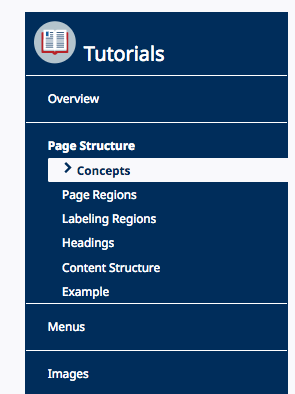 Tutorials
Overview
Page Structure
Concepts
Page Regions
Labeling Regions
Headings
Content Structure
Example
Menus
Images